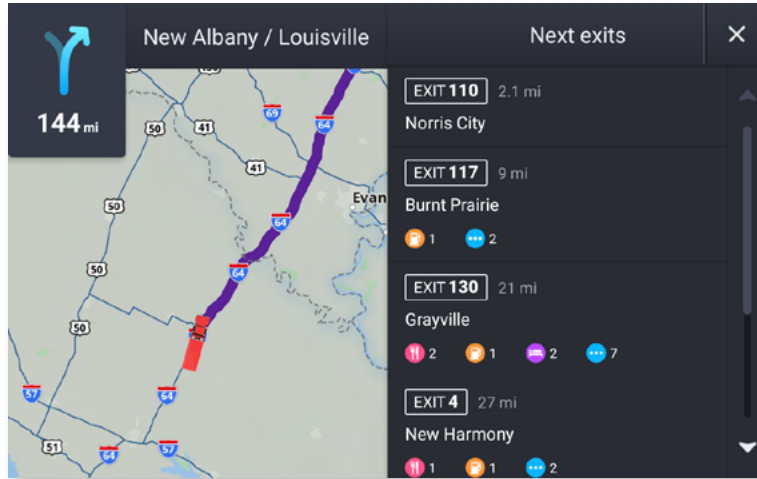 144 mi
New Albany / Louisville
Next exits
EXIT 110 2.1 mi
Norris City
EXIT 117 9 mi
Burnt Prairie
1 2
EXIT 130 21 mi
Grayville
2 1 2 7
EXIT 4 27 mi
New Harmony
1 1 2
69
64
50
41
41
Evan
50
64
50
64
50
57
64
51
64
57